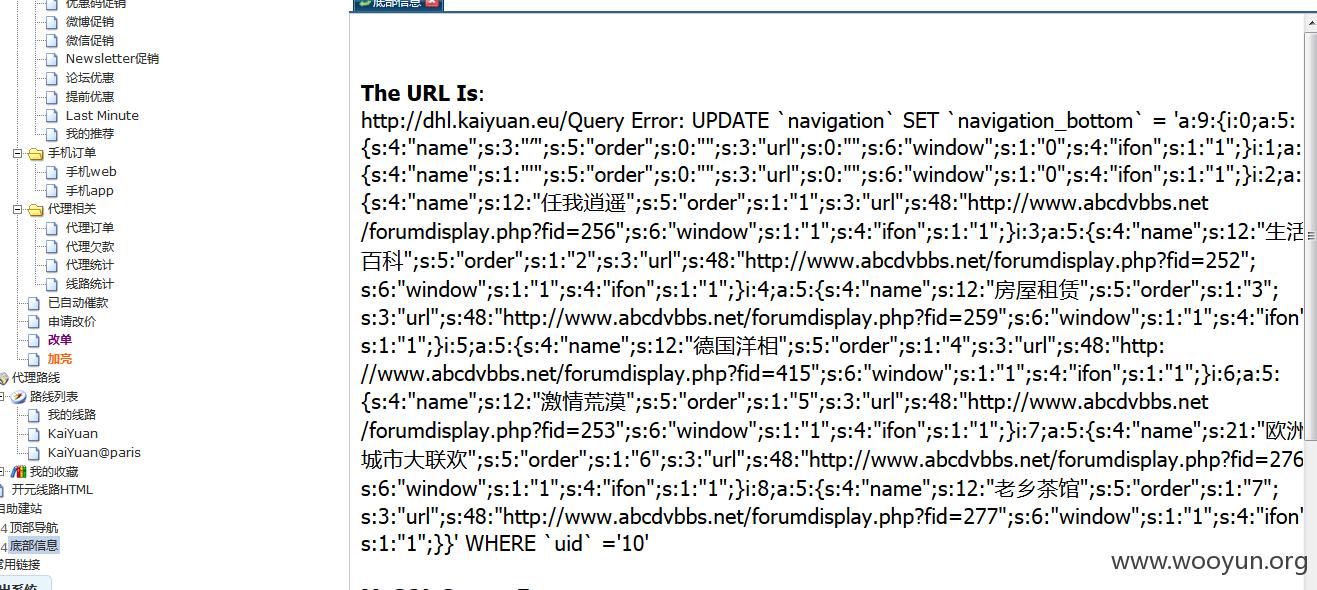 优惠码促销
微博促销
微信促销
Newsletter促销
论坛优惠
提前优惠
Last Minute
我的推荐
手机订单
手机web
手机app
代理相关
代理订单
代理欠款
代理统计
线路统计
已自动催款
申请改价
改单
加亮
代理路线
路线列表
我的线路
KaiYuan
KaiYuan@paris
我的收藏
开元线路HTML
自助建站
4顶部导航
4底部信息
常用链接
出系统
底部信息
The URL Is:
http://dhl.kaiyuan.eu/Query Error: UPDATE `navigation` SET `navigation_bottom` = 'a:9:{i:0;a:5:
{s:4:"name";s:3:"'";s:5:"order";s:0:"";s:3:"url";s:0:"";s:6:"window";s:1:"0";s:4:"ifon";s:1:"1";}i:1;a:
{s:4:"name";s:1:"'";s:5:"order";s:0:"";s:3:"url";s:0:"";s:6:"window";s:1:"0";s:4:"ifon";s:1:"1";}i:2;a:
{s:4:"name";s:12:"任我逍遥";s:5:"order";s:1:"1";s:3:"url";s:48:"http://www.abcdvbbs.net
/forumdisplay.php?fid=256";s:6:"window";s:1:"1";s:4:"ifon";s:1:"1";}i:3;a:5:{s:4:"name";s:12:"生活
百科";s:5:"order";s:1:"2";s:3:"url";s:48:"http://www.abcdvbbs.net/forumdisplay.php?fid=252";
s:6:"window";s:1:"1";s:4:"ifon";s:1:"1";}i:4;a:5:{s:4:"name";s:12:"房屋租赁";s:5:"order";s:1:"3";
s:3:"url";s:48:"http://www.abcdvbbs.net/forumdisplay.php?fid=259";s:6:"window";s:1:"1";s:4:"ifon"
s:1:"1";}i:5;a:5:{s:4:"name";s:12:"德国洋相";s:5:"order";s:1:"4";s:3:"url";s:48:"http:
//www.abcdvbbs.net/forumdisplay.php?fid=415";s:6:"window";s:1:"1";s:4:"ifon";s:1:"1";}i:6;a:5:
{s:4:"name";s:12:"激情荒漠";s:5:"order";s:1:"5";s:3:"url";s:48:"http://www.abcdvbbs.net
/forumdisplay.php?fid=253";s:6:"window";s:1:"1";s:4:"ifon";s:1:"1";}i:7;a:5:{s:4:"name";s:21:"欧洲
城市大联欢";s:5:"order";s:1:"6";s:3:"url";s:48:"http://www.abcdvbbs.net/forumdisplay.php?fid=276
s:6:"window";s:1:"1";s:4:"ifon";s:1:"1";}i:8;a:5:{s:4:"name";s:12:"老乡茶馆";s:5:"order";s:1:"7";
s:3:"url";s:48:"http://www.abcdvbbs.net/forumdisplay.php?fid=277";s:6:"window";s:1:"1";s:4:"ifon"
s:1:"1";}}' WHERE `uid` ='10'
www.wooyun.org